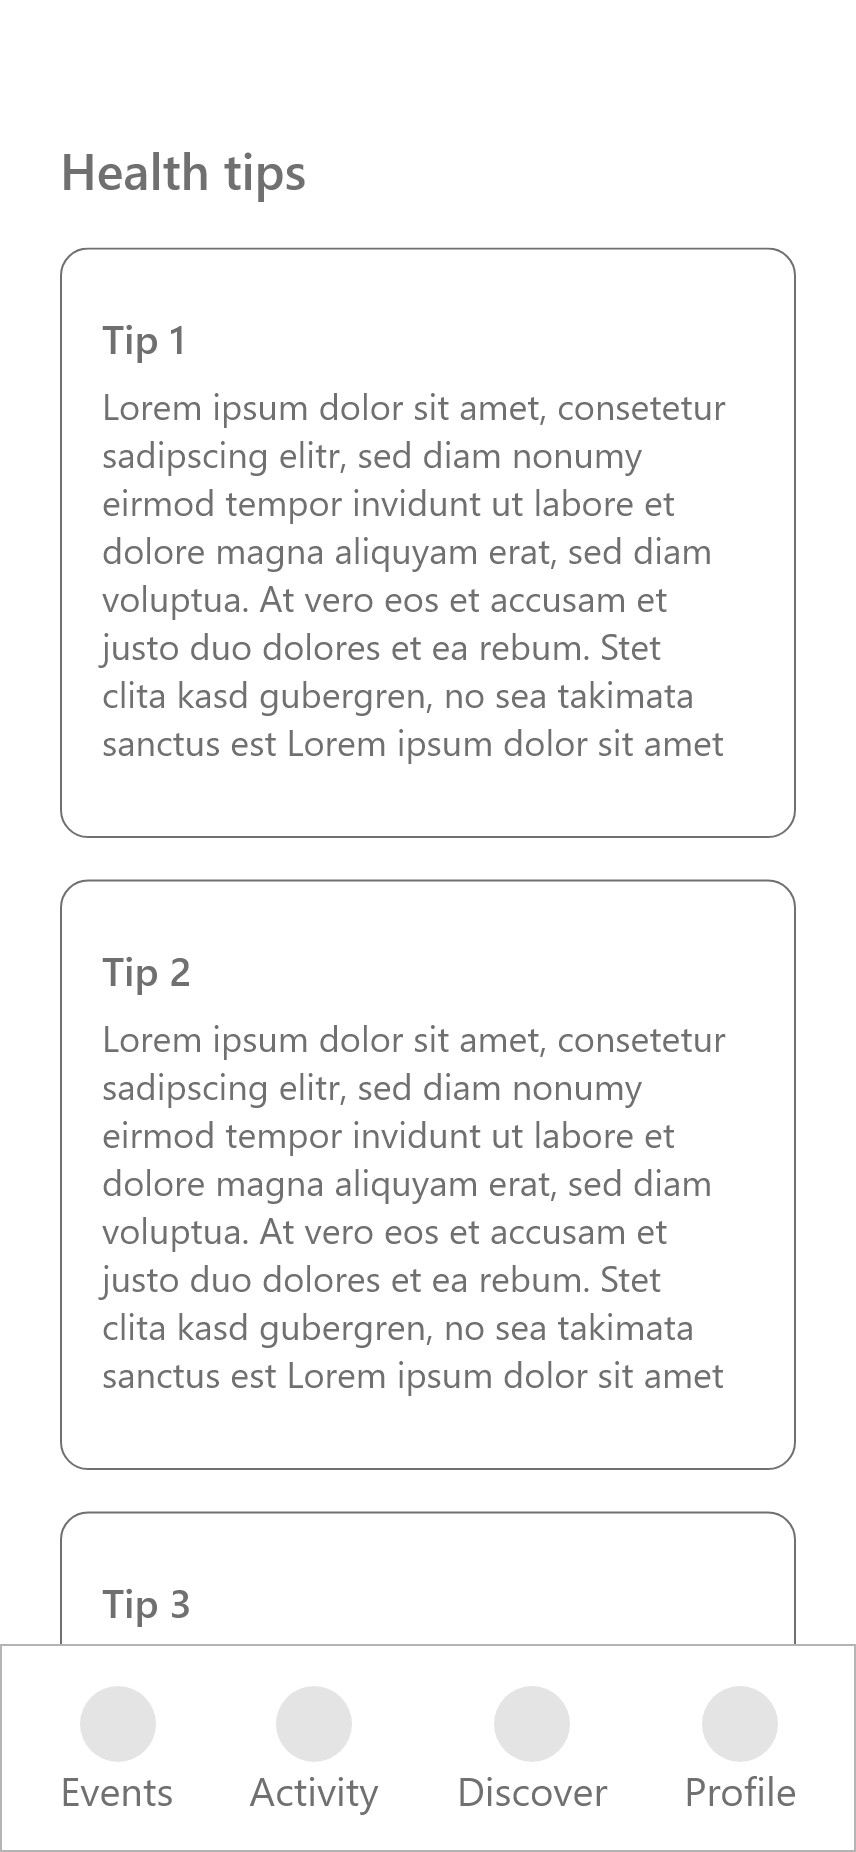 Health tips
Tip 1
Lorem ipsum dolor sit amet, consetetur
sadipscing elitr, sed diam nonumy
eirmod tempor invidunt ut labore et
dolore magna aliquyam erat, sed diam
voluptua. At vero eos et accusam et
justo duo dolores et ea rebum. Stet
clita kasd gubergren, no sea takimata
sanctus est Lorem ipsum dolor sit amet
Tip 2
Lorem ipsum dolor sit amet, consetetur
sadipscing elitr, sed diam nonumy
eirmod tempor invidunt ut labore et
dolore magna aliquyam erat, sed diam
voluptua. At vero eos et accusam et
justo duo dolores et ea rebum. Stet
clita kasd gubergren, no sea takimata
sanctus est Lorem ipsum dolor sit amet
Tip 3
Events Activity Discover Profile